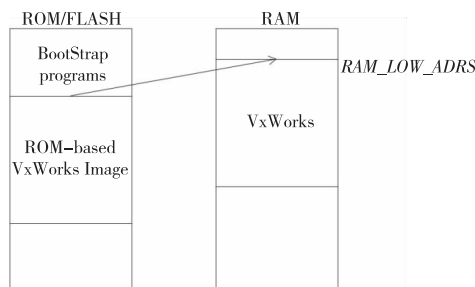 ROM/FLASH
RAM
BootStrap
programs
RAM_LOW_ADRS
ROM-based
VxWorks Image
VxWorks